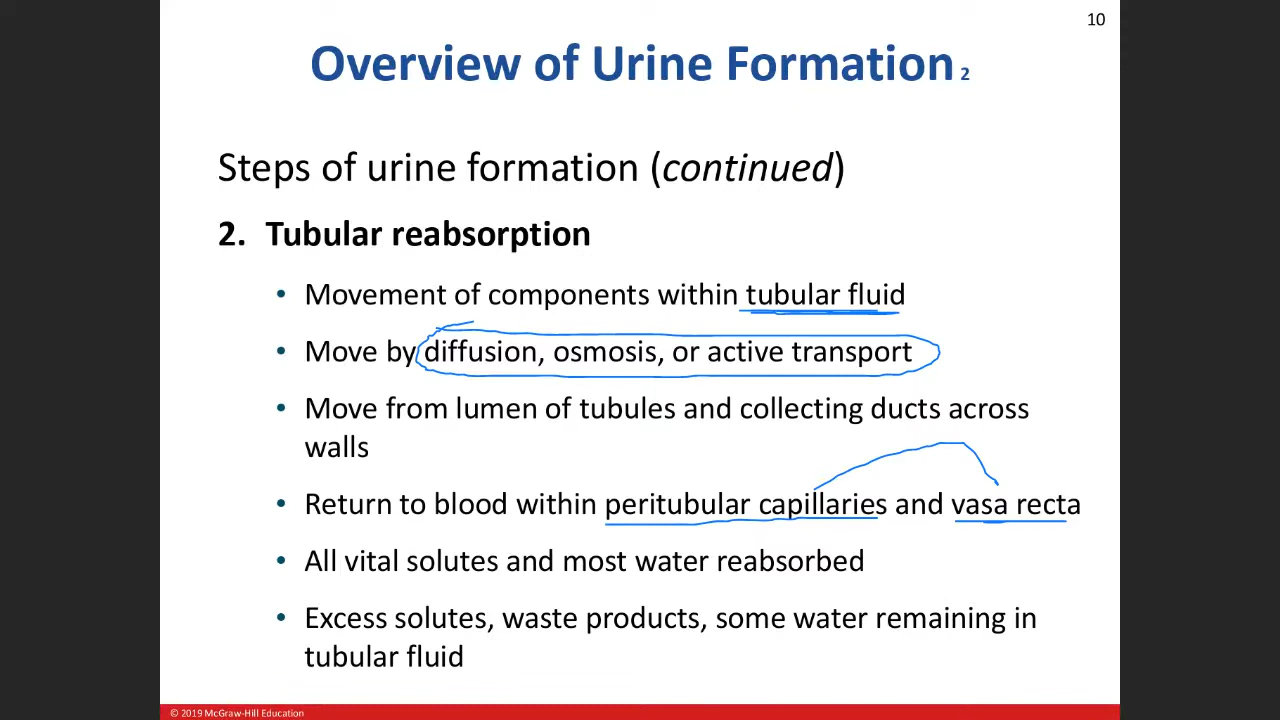 10
Overview of Urine Formation 2
Steps of urine formation (continued)
2. Tubular reabsorption
• Movement of components within tubular fluid
• Move by diffusion, osmosis, or active transport
• Move from lumen of tubules and collecting ducts across
walls
• Return to blood within peritubular capillaries and vasa recta
• All vital solutes and most water reabsorbed
• Excess solutes, waste products, some water remaining in
tubular fluid
© 2019 McGraw-Hill Education